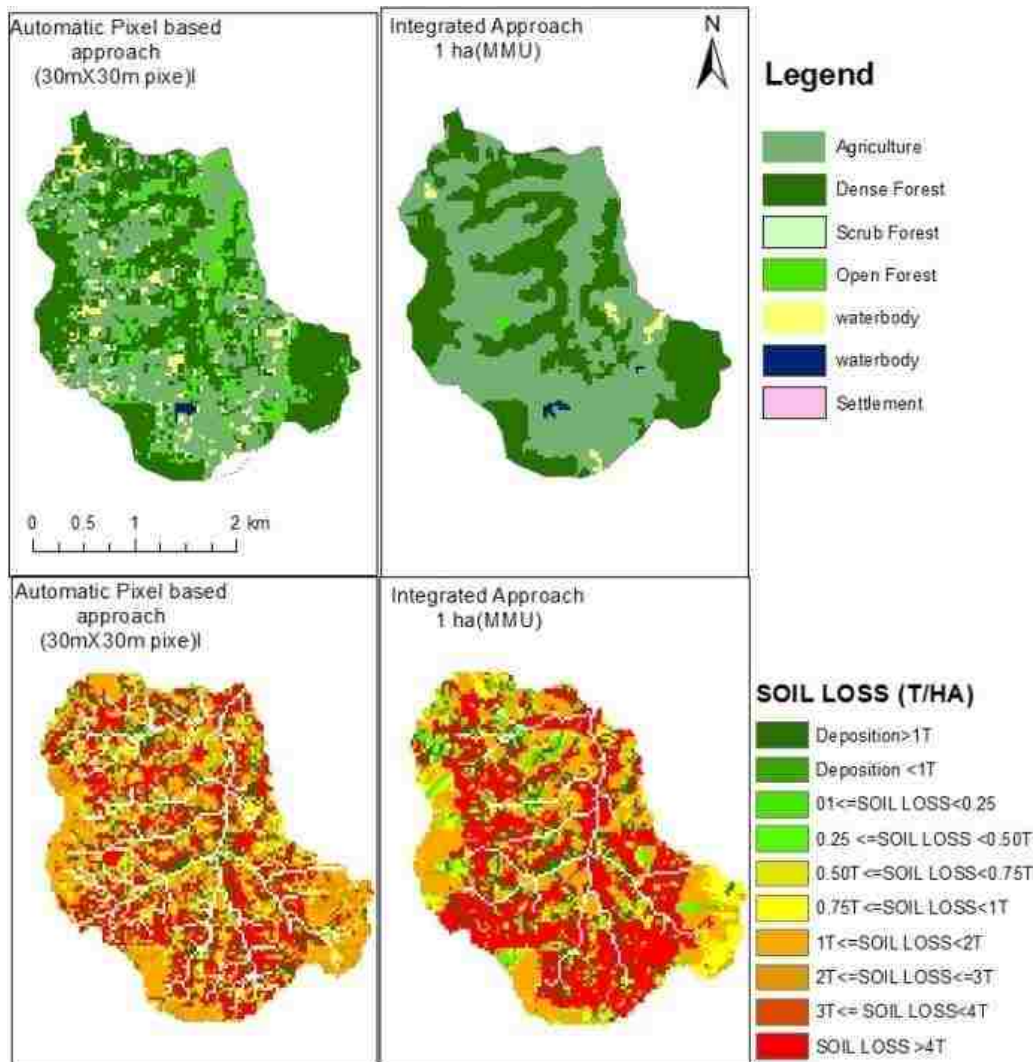 Automatic Pixel based
approach
(30mX30m pixe)l
Integrated Approach
1 ha(MMU)
N
Legend
Agriculture
Dense Forest
Scrub Forest
Open Forest
waterbody
waterbody
Settlement
0 0.5 1 2 km
Automatic Pixel based
approach
(30mX30m pixe)l
Integrated Approach
1 ha(MMU)
SOIL LOSS (T/HA)
Deposition>1T
Deposition <1T
01<=SOIL LOSS<0.25
0.25 <=SOIL LOSS <0.50T
0.50T <=SOIL LOSS<0.75T
0.75T <=SOIL LOSS<1T
1T<=SOIL LOSS<2T
2T<=SOIL LOSS<=3T
3T<= SOIL LOSS<4T
SOIL LOSS >4T